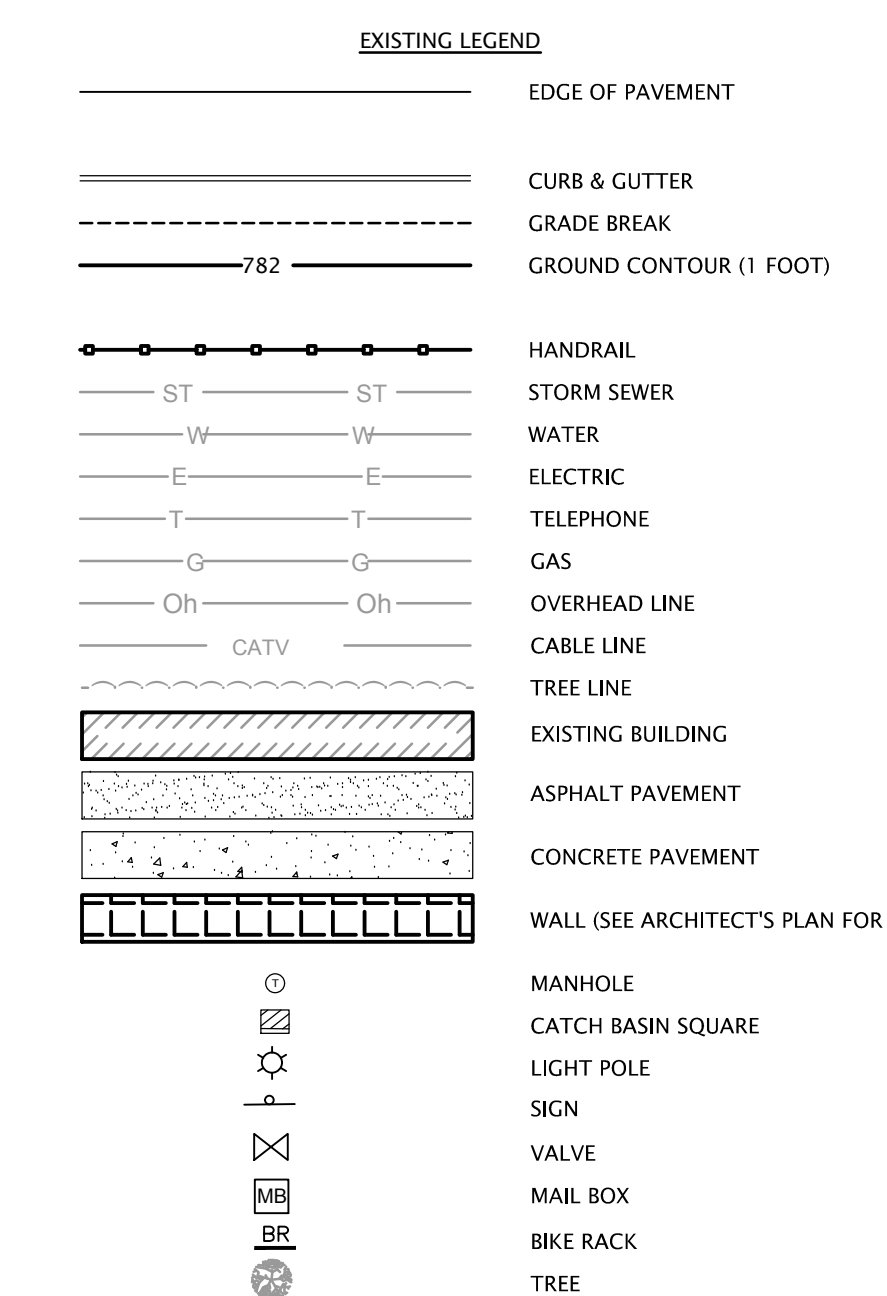 EXISTING LEGEND
EDGE OF PAVEMENT
CURB & GUTTER
GRADE BREAK
782 GROUND CONTOUR (1 FOOT)
HANDRAIL
ST ST STORM SEWER
W W WATER
E E ELECTRIC
T T TELEPHONE
G G GAS
Oh Oh OVERHEAD LINE
CATV CABLE LINE
TREE LINE
EXISTING BUILDING
ASPHALT PAVEMENT
CONCRETE PAVEMENT
WALL (SEE ARCHITECT'S PLAN FOR
T MANHOLE
CATCH BASIN SQUARE
LIGHT POLE
SIGN
VALVE
MB MAIL BOX
BR BIKE RACK
TREE